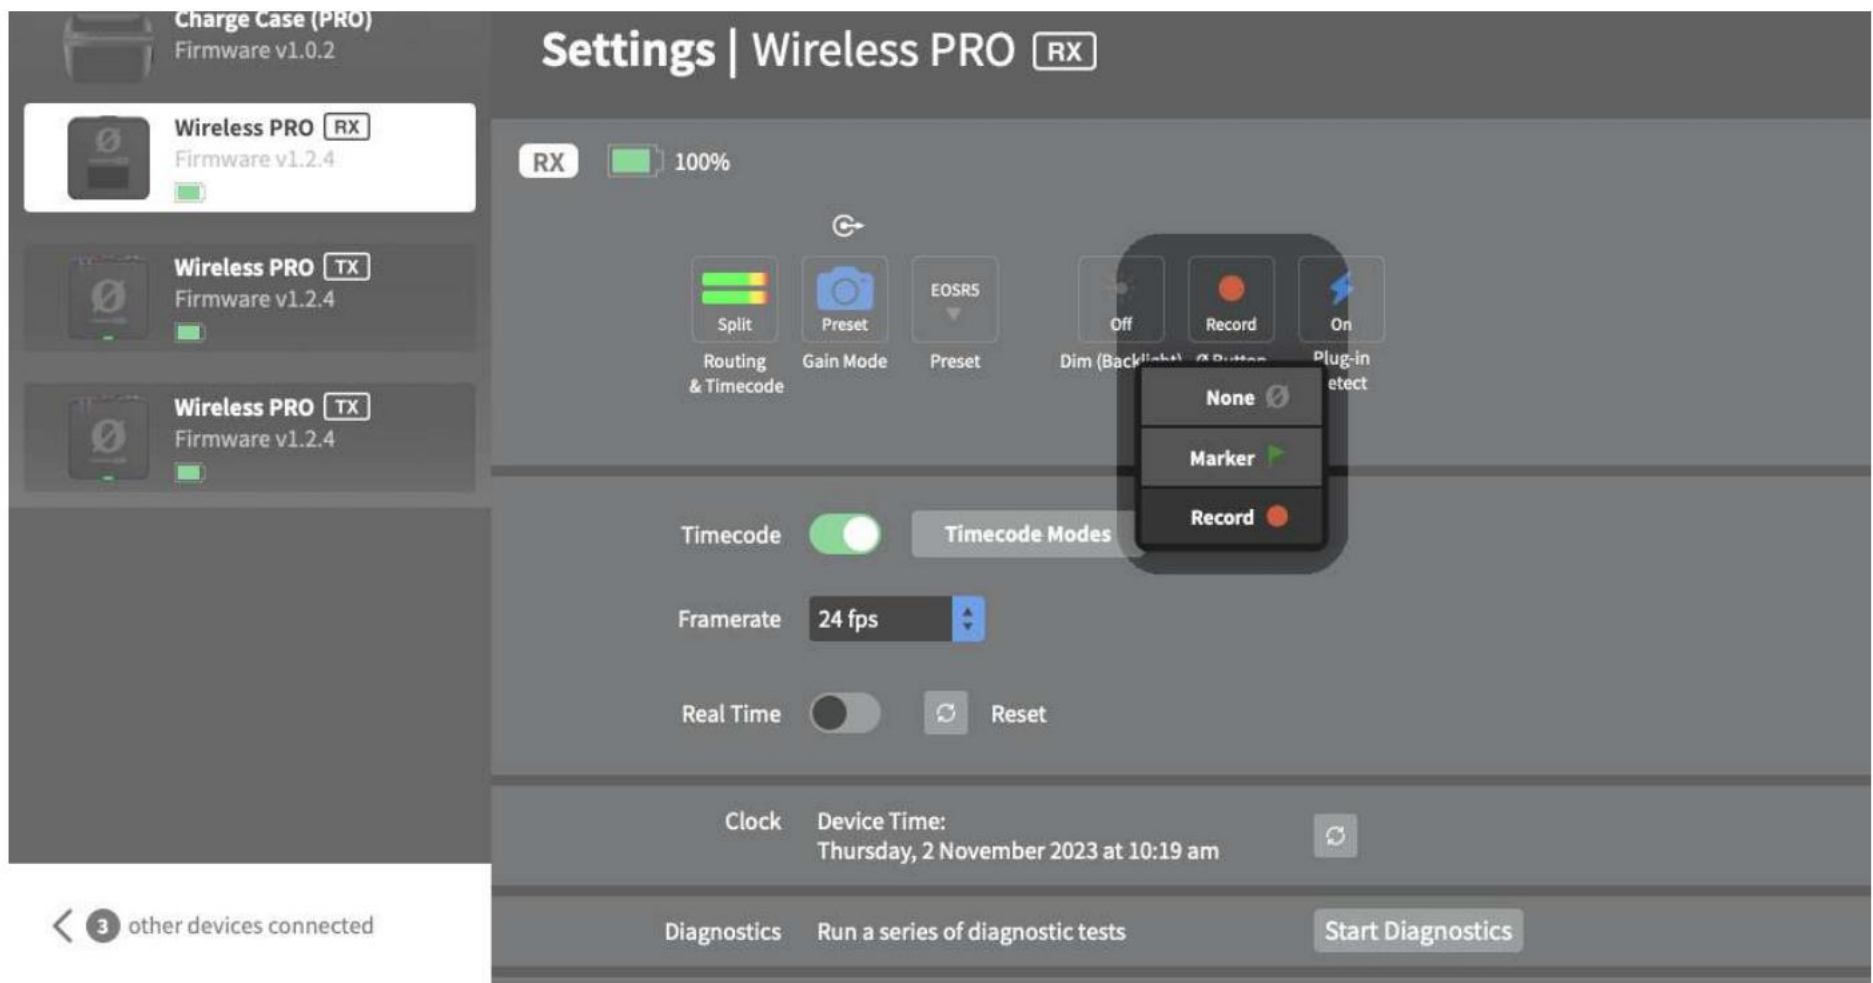 Charge Case (PRO)
Firmware v1.0.2
Wireless PRO RX
Firmware v1.2.4
Wireless PRO TX
Firmware v1.2.4
Wireless PRO TX
Firmware v1.2.4
3 other devices connected
Settings | Wireless PRO RX
RX 100%
Split
Routing
& Timecode
Preset
Gain Mode
EOSR5
Preset
Off
Dim (Backlight)
Record
Ø Button
On
Plug-in
etect
None
Marker
Record
Timecode
Timecode Modes
Framerate
24 fps
Real Time
Reset
Clock
Device Time:
Thursday, 2 November 2023 at 10:19 am
Diagnostics
Run a series of diagnostic tests
Start Diagnostics